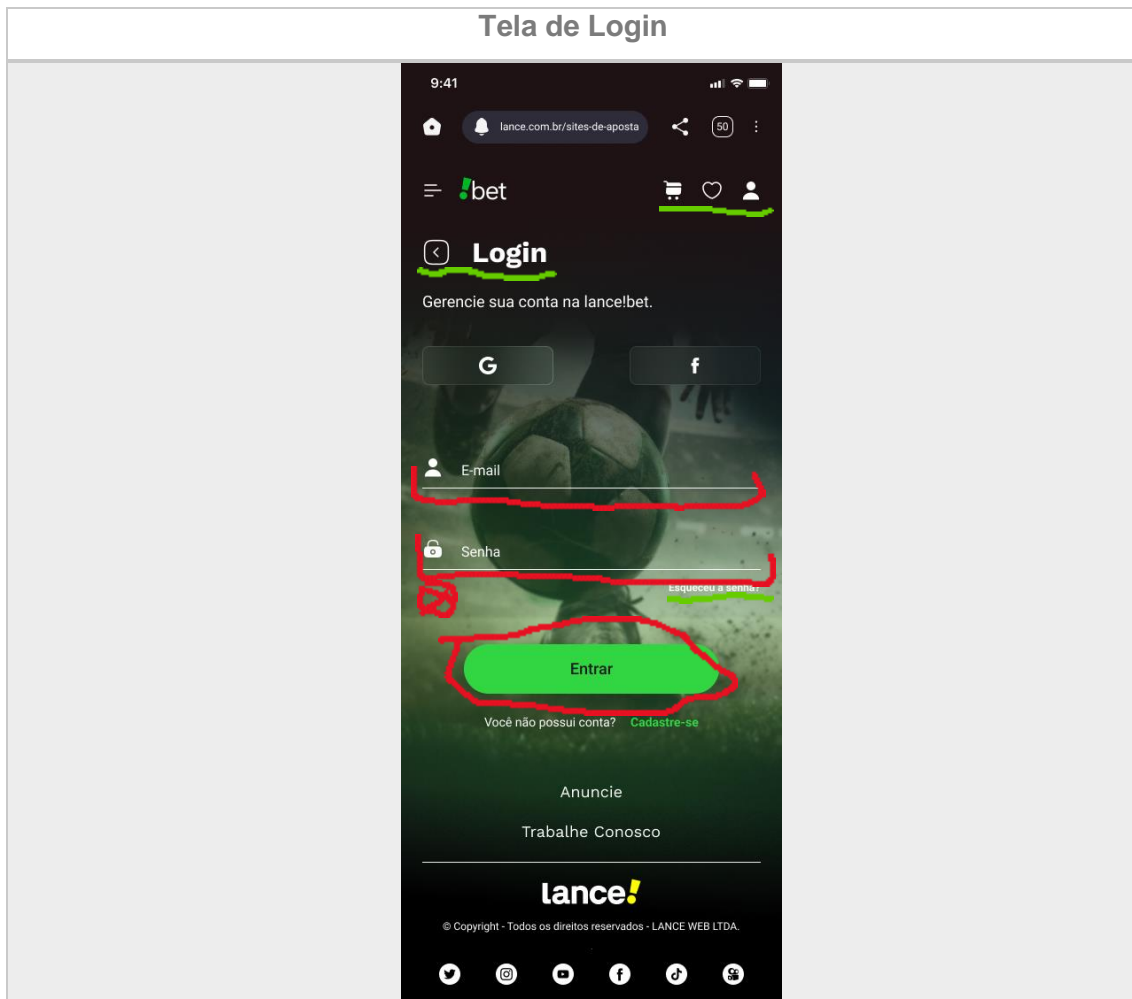 Tela de Login
9:41
lance.com.br/sites-de-aposta
50
!bet
Login
Gerencie sua conta na lance!bet.
G f
E-mail
Senha
Esqueceu a senha?
Entrar
Você não possui conta? Cadastre-se
Anuncie
Trabalhe Conosco
lance!
© Copyright - Todos os direitos reservados - LANCE WEB LTDA.